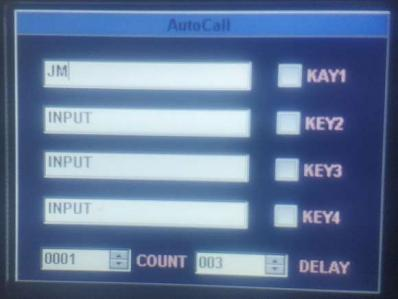 AutoCall
JM KAY1
INPUT KEY2
INPUT KEY3
INPUT KEY4
0001 COUNT 003 DELAY